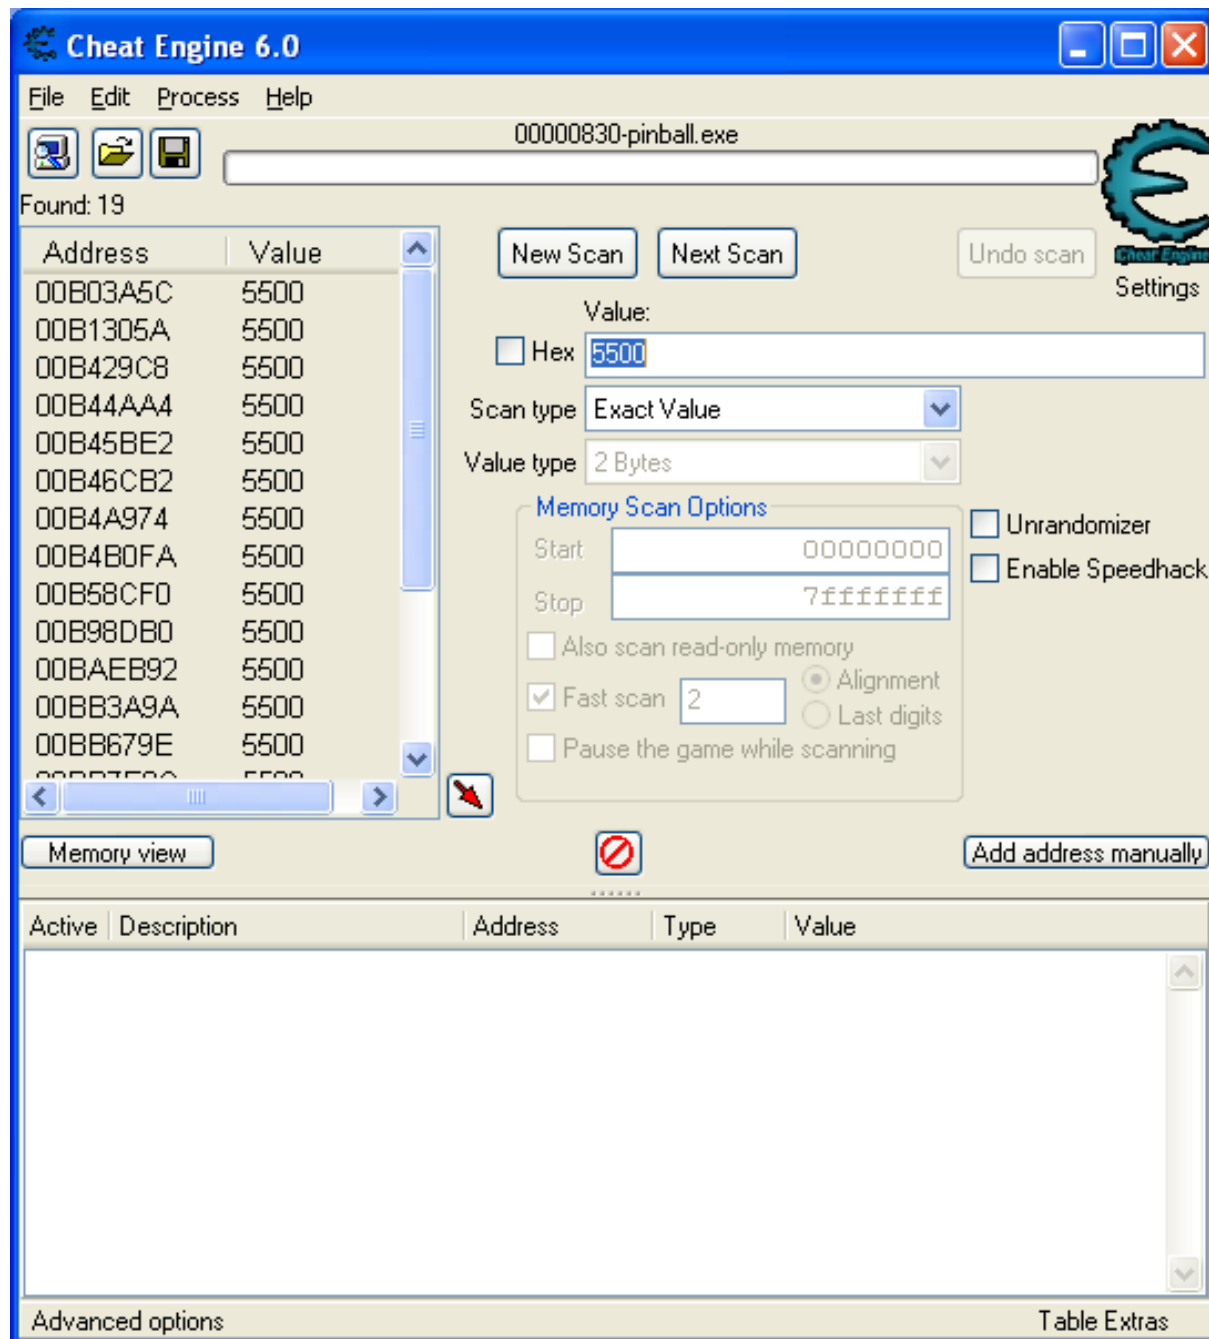 Cheat Engine 6.0
File Edit Process Help
00000830-pinball.exe
Found: 19
Address Value
00B03A5C 5500
00B1305A 5500
00B429C8 5500
00B44AA4 5500
00B45BE2 5500
00B46CB2 5500
00B4A974 5500
00B4B0FA 5500
00B58CF0 5500
00B98DB0 5500
00BAEB92 5500
00BB3A9A 5500
00BB679E 5500
New Scan Next Scan Undo scan
Cheat Engine
Settings
Value:
Hex 5500
Scan type Exact Value
Value type 2 Bytes
Memory Scan Options
Start 00000000
Stop 7fffffff
Also scan read-only memory
Fast scan 2 Alignment
Last digits
Pause the game while scanning
Unrandomizer
Enable Speedhack
Memory view Add address manually
Active Description Address Type Value
Advanced options Table Extras